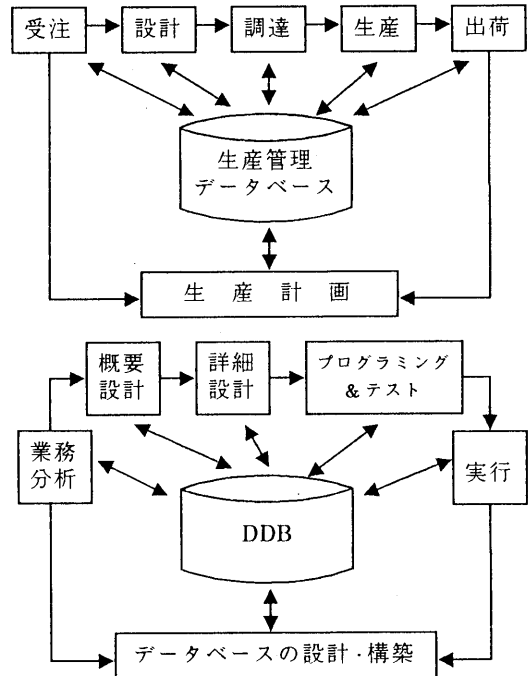 受注
設計
調達
生産
出荷
生産管理
データベース
生産計画
概要
設計
詳細
設計
プログラミング
&テスト
業務
分析
実行
DDB
データベースの設計・構築